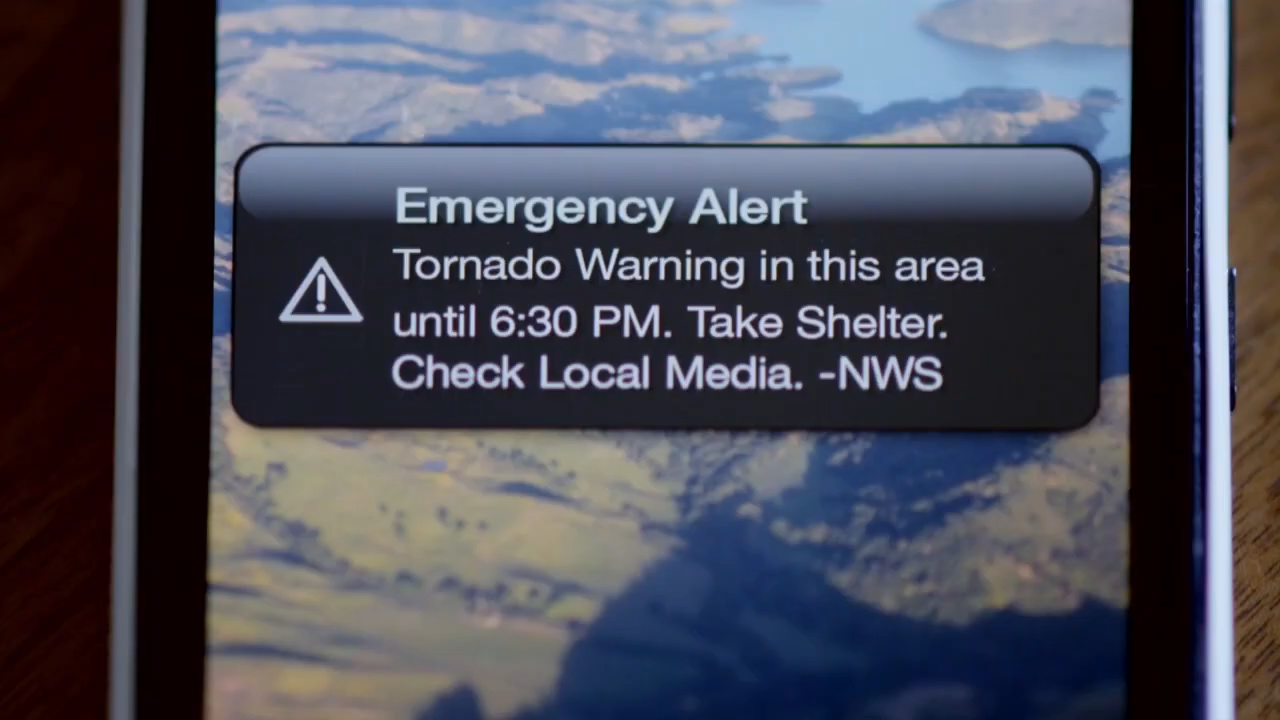 Emergency Alert
Tornado Warning in this area
until 6:30 PM. Take Shelter.
Check Local Media. -NWS